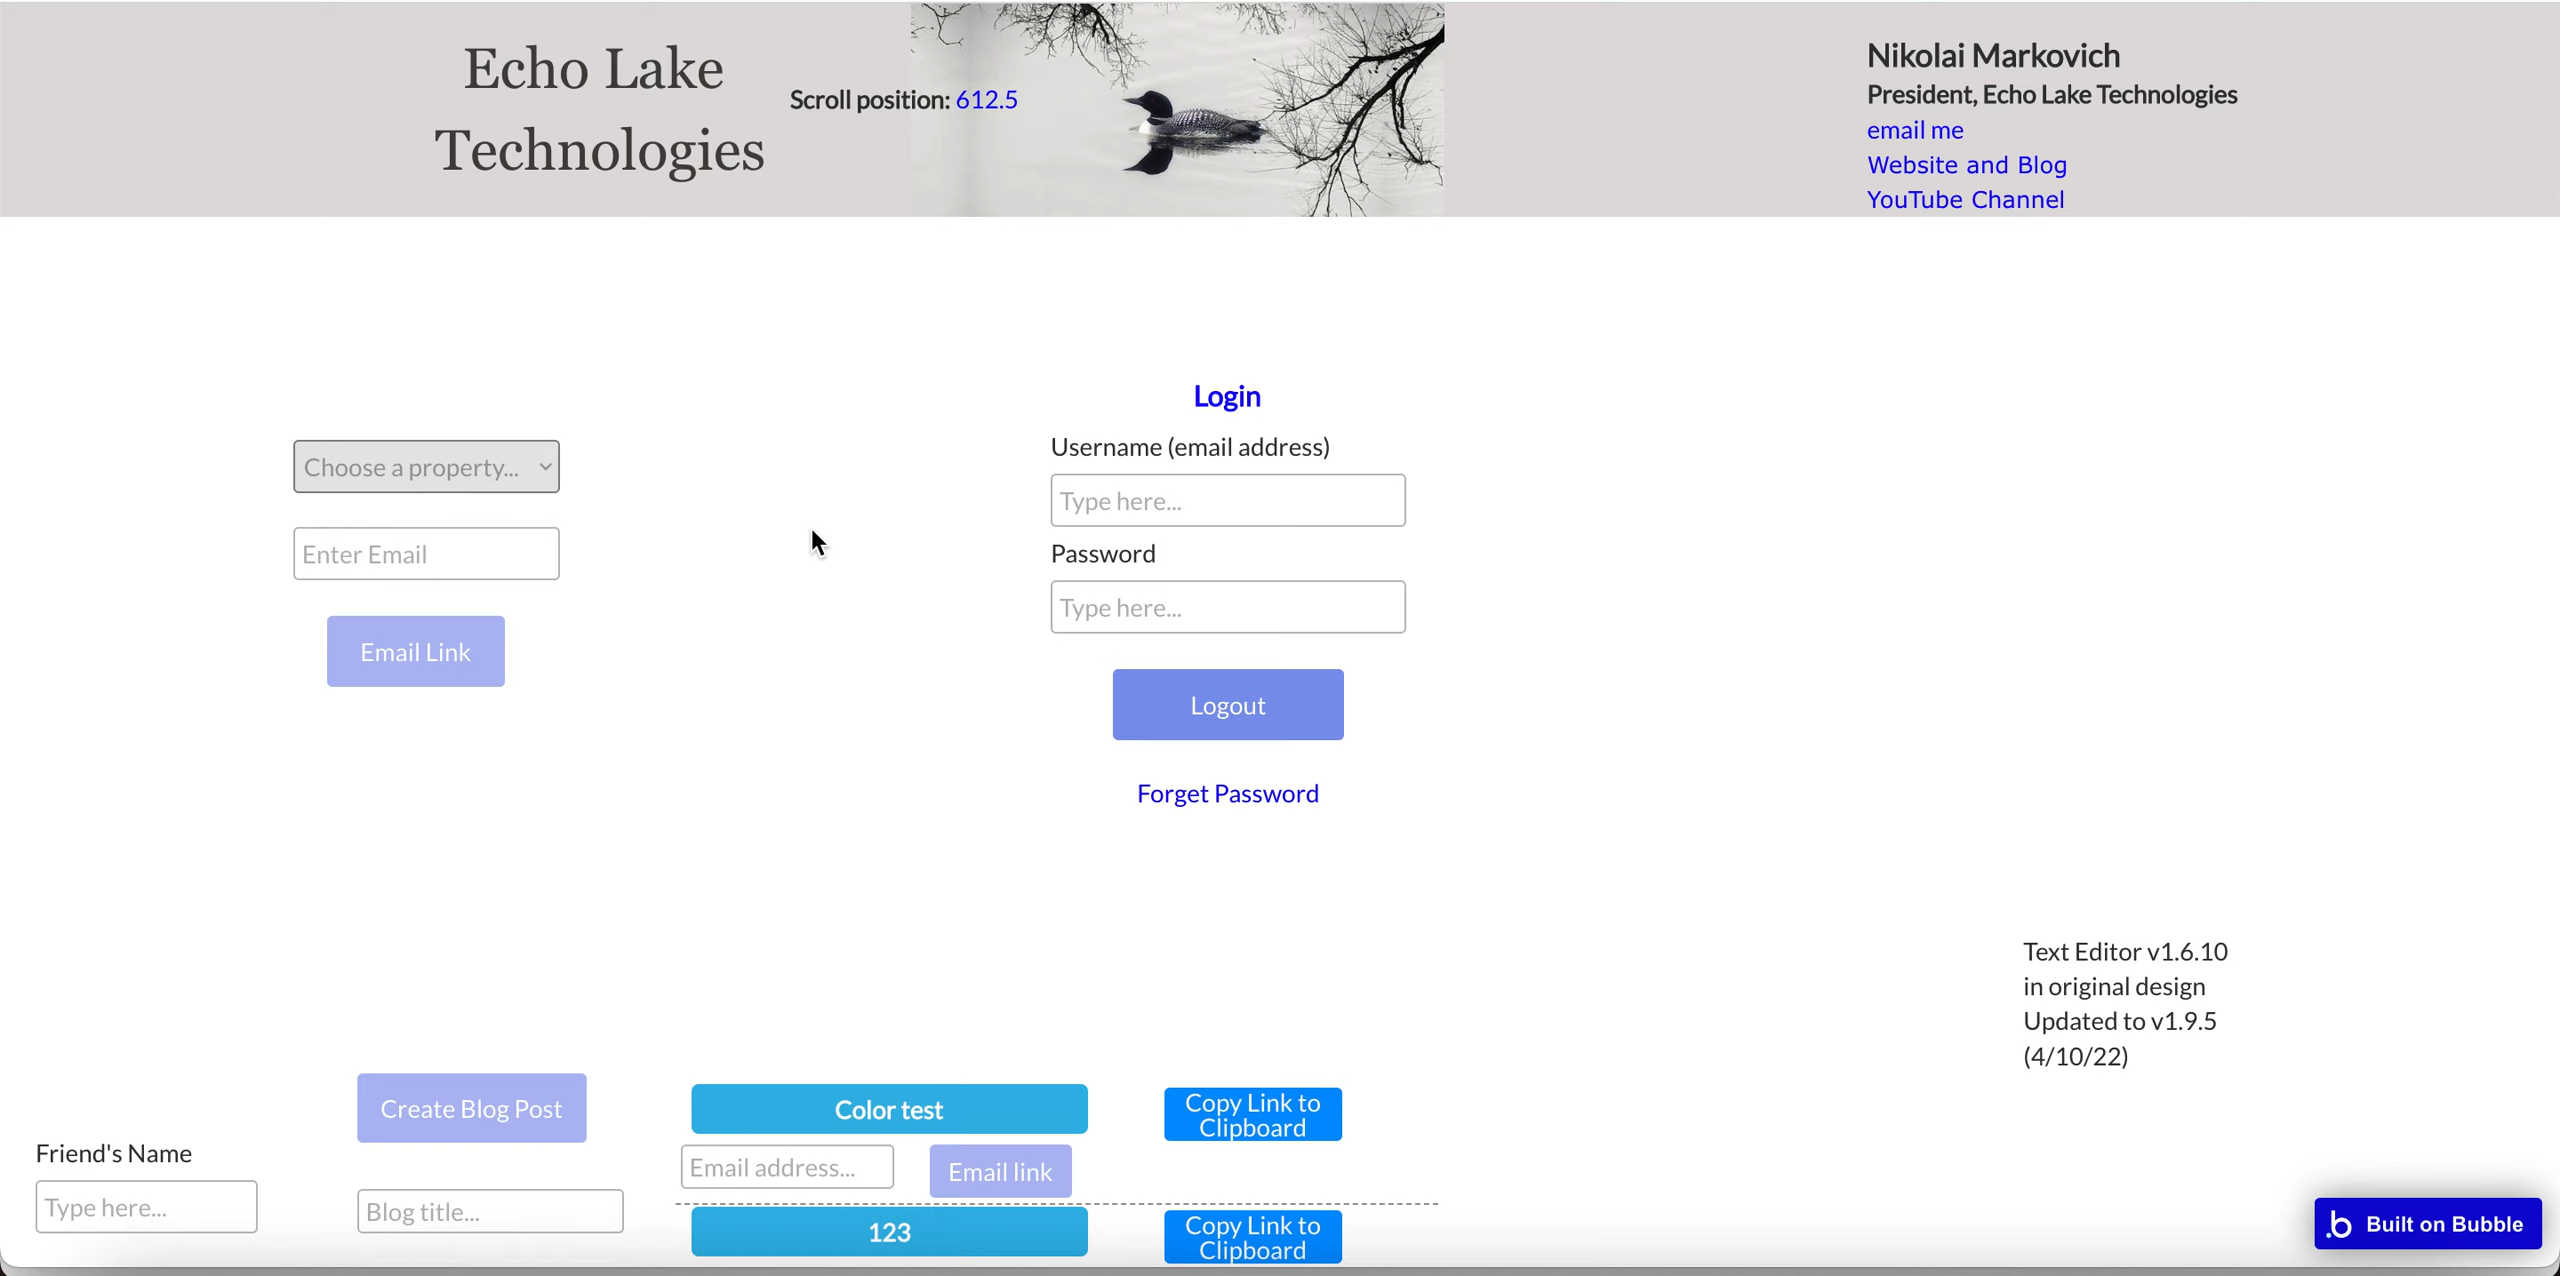 Echo Lake
Technologies
Scroll position: 612.5
Nikolai Markovich
President, Echo Lake Technologies
email me
Website and Blog
YouTube Channel
Login
Username (email address)
Type here...
Password
Type here...
Logout
Forget Password
Choose a property...
Enter Email
Email Link
Text Editor v1.6.10
in original design
Updated to v1.9.5
(4/10/22)
Create Blog Post
Color test
Copy Link to
Clipboard
Friend's Name
Type here...
Blog title...
Email address...
Email link
123
Copy Link to
Clipboard
.b Built on Bubble